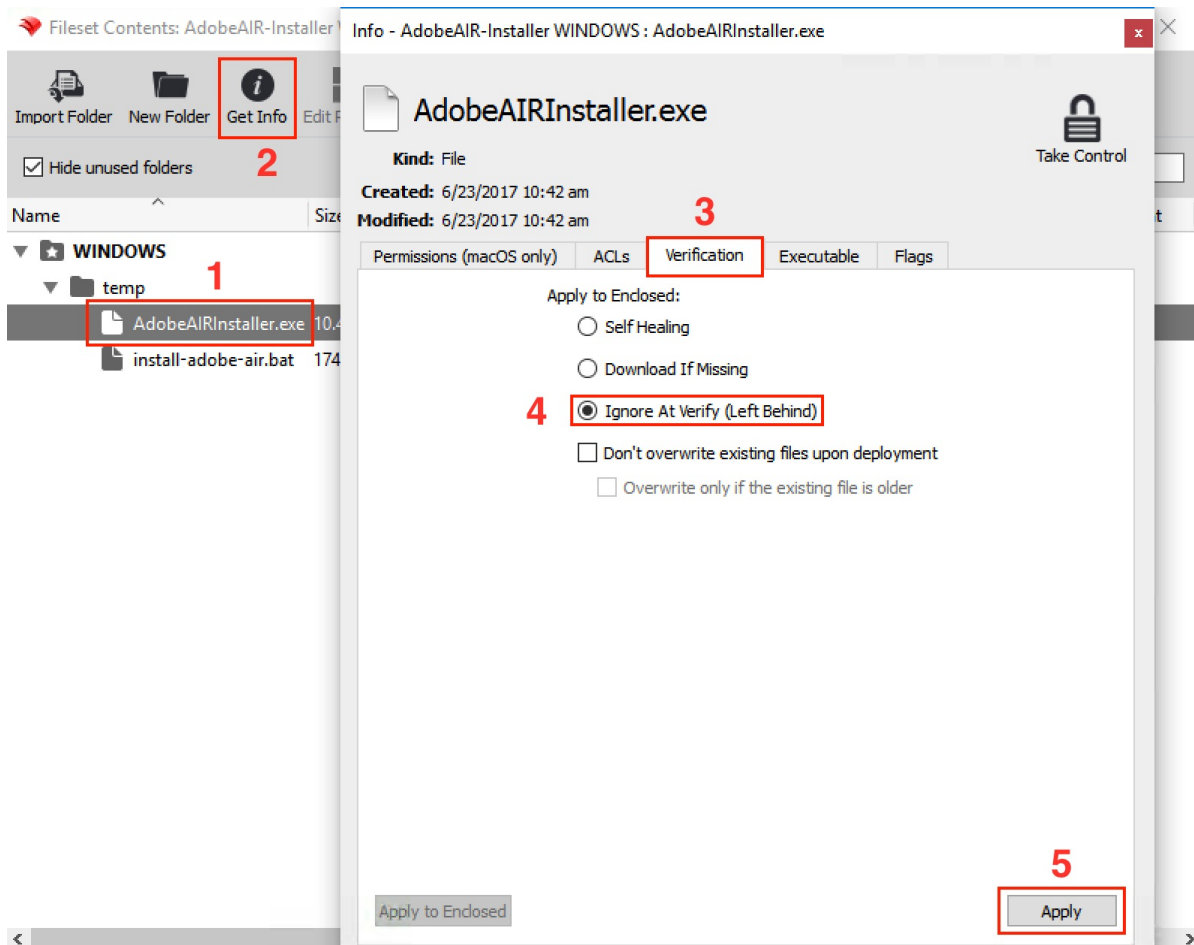 Fileset Contents: AdobeAIR-Installer
Info - AdobeAIR-Installer WINDOWS : AdobeAIRInstaller.exe
x
Import Folder
New Folder
Get Info
Edit
2
Hide unused folders
Name
Size
WINDOWS
temp
1
AdobeAIRInstaller.exe
install-adobe-air.bat 174
AdobeAIRInstaller.exe
Take Control
Kind: File
Created: 6/23/2017 10:42 am
Modified: 6/23/2017 10:42 am
3
Permissions (macOS only) ACLs Verification Executable Flags
Apply to Enclosed:
Self Healing
Download If Missing
4
Ignore At Verify (Left Behind)
Don't overwrite existing files upon deployment
Overwrite only if the existing file is older
5
Apply to Enclosed
Apply